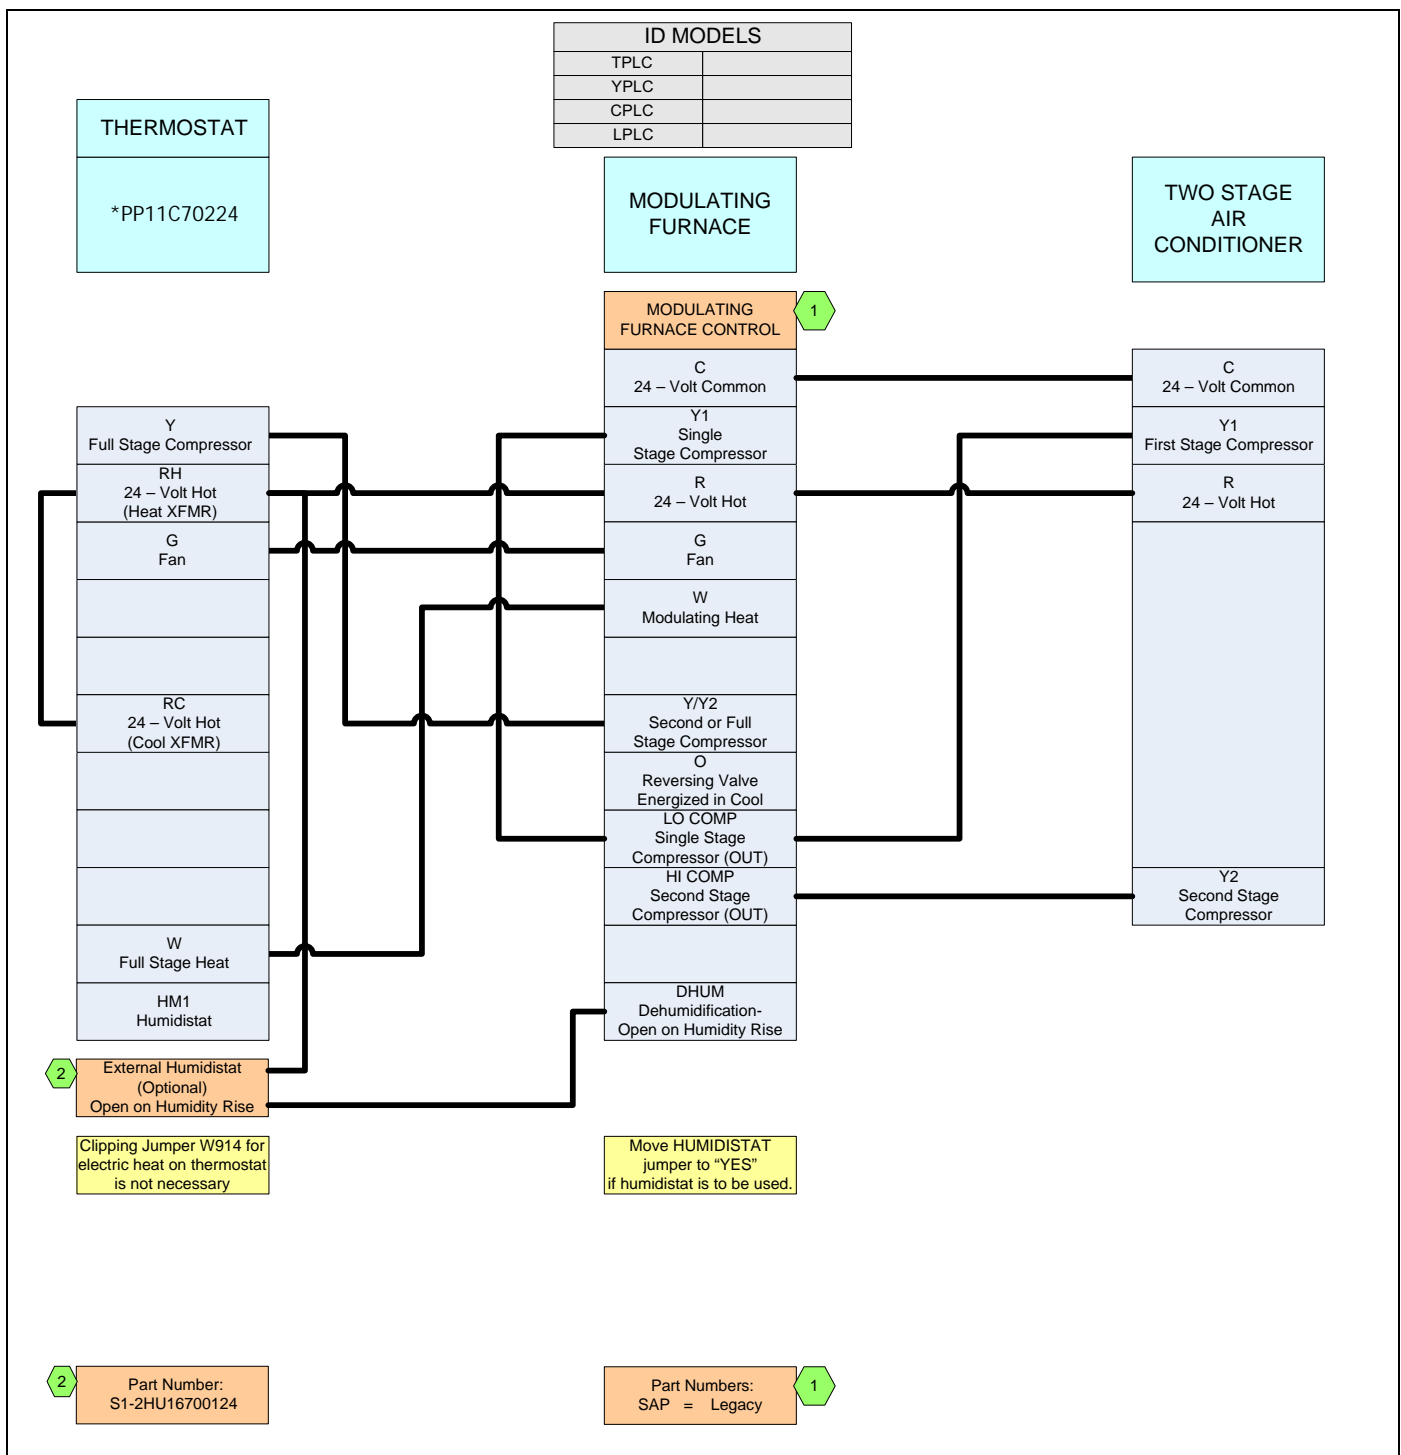 ID MODELS
TPLC
YPLC
CPLC
LPLC
THERMOSTAT
*PP11C70224
MODULATING
FURNACE
TWO STAGE
AIR
CONDITIONER
MODULATING
FURNACE CONTROL
1
Y
Full Stage Compressor
RH
24 – Volt Hot
(Heat XFMR)
G
Fan
RC
24 – Volt Hot
(Cool XFMR)
W
Full Stage Heat
HM1
Humidistat
2
External Humidistat
(Optional)
Open on Humidity Rise
Clipping Jumper W914 for
electric heat on thermostat
is not necessary
C
24 – Volt Common
Y1
Single
Stage Compressor
R
24 – Volt Hot
G
Fan
W
Modulating Heat
Y/Y2
Second or Full
Stage Compressor
O
Reversing Valve
Energized in Cool
LO COMP
Single Stage
Compressor (OUT)
HI COMP
Second Stage
Compressor (OUT)
DHUM
Dehumidification-
Open on Humidity Rise
Move HUMIDISTAT
jumper to “YES”
if humidistat is to be used.
C
24 – Volt Common
Y1
First Stage Compressor
R
24 – Volt Hot
Y2
Second Stage
Compressor
2
Part Number:
S1-2HU16700124
Part Numbers:
SAP = Legacy
1